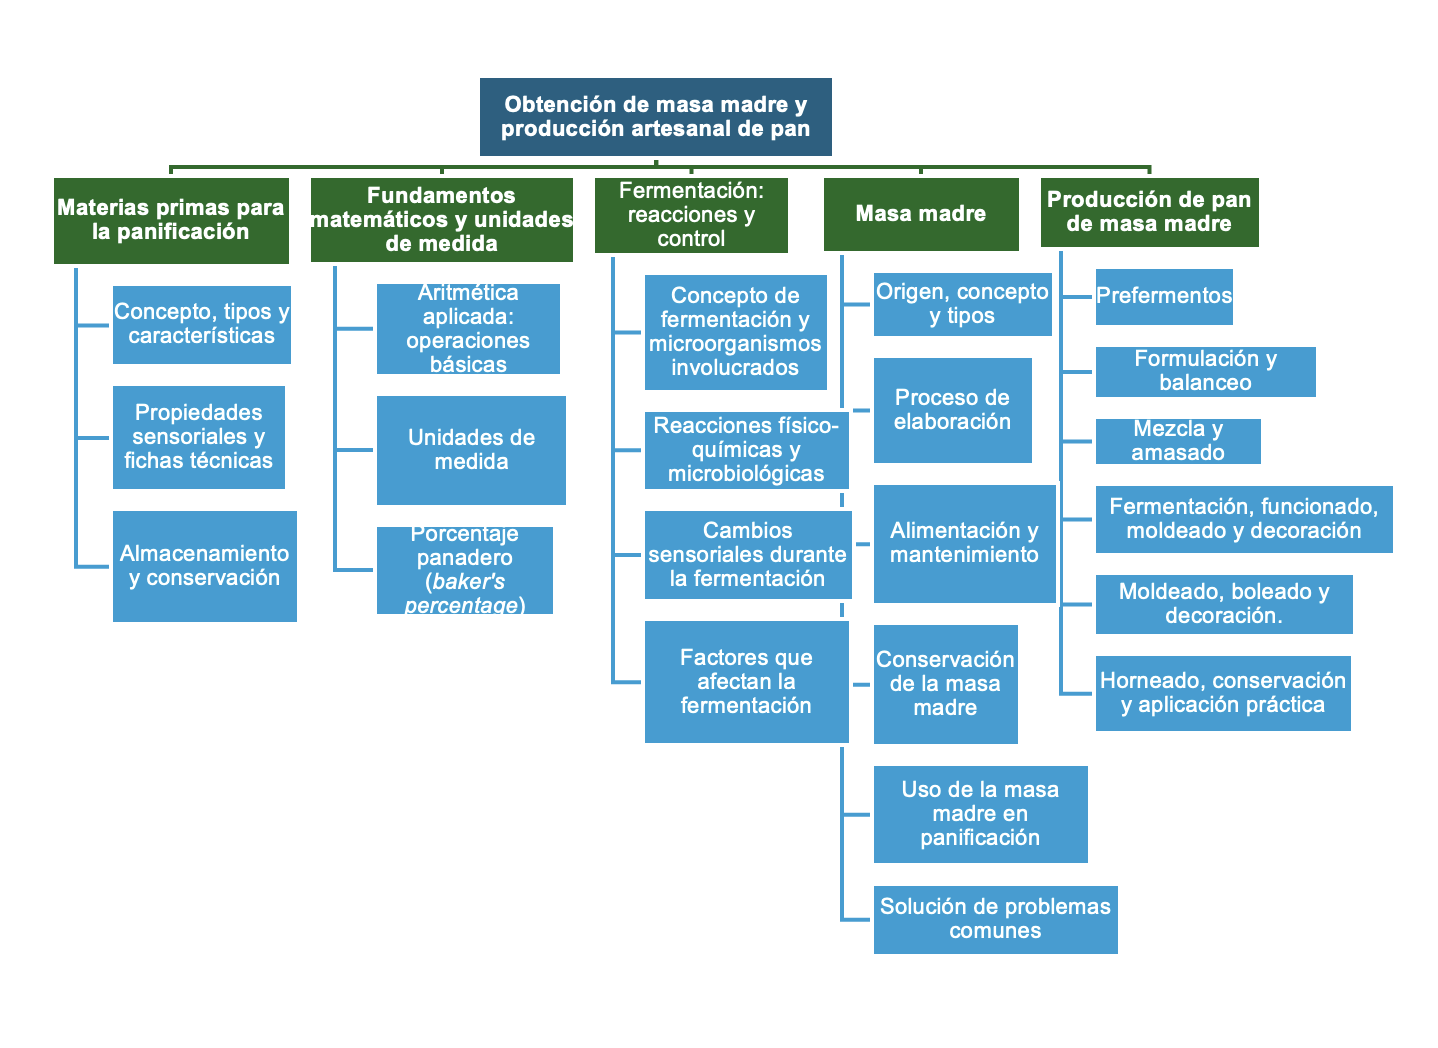 Obtención de masa madre y
producción artesanal de pan
Materias primas para
la panificación
Concepto, tipos y
características
Propiedades
sensoriales y
fichas técnicas
Almacenamiento
y conservación
Fundamentos
matemáticos y unidades
de medida
Aritmética
aplicada:
operaciones
básicas
Unidades de
medida
Porcentaje
panadero
(baker's
percentage)
Fermentación:
reacciones y
control
Concepto de
fermentación y
microorganismos
involucrados
Reacciones físico-
químicas y
microbiológicas
Cambios
sensoriales durante
la fermentación
Factores que
afectan la
fermentación
Masa madre
Origen, concepto
y tipos
Proceso de
elaboración
Alimentación y
mantenimiento
Conservación
de la masa
madre
Uso de la masa
madre en
panificación
Solución de problemas
comunes
Producción de pan
de masa madre
Prefermentos
Formulación y
balanceo
Mezcla y
amasado
Fermentación, funcionado,
moldeado y decoración
Moldeado, boleado y
decoración.
Horneado, conservación
y aplicación práctica